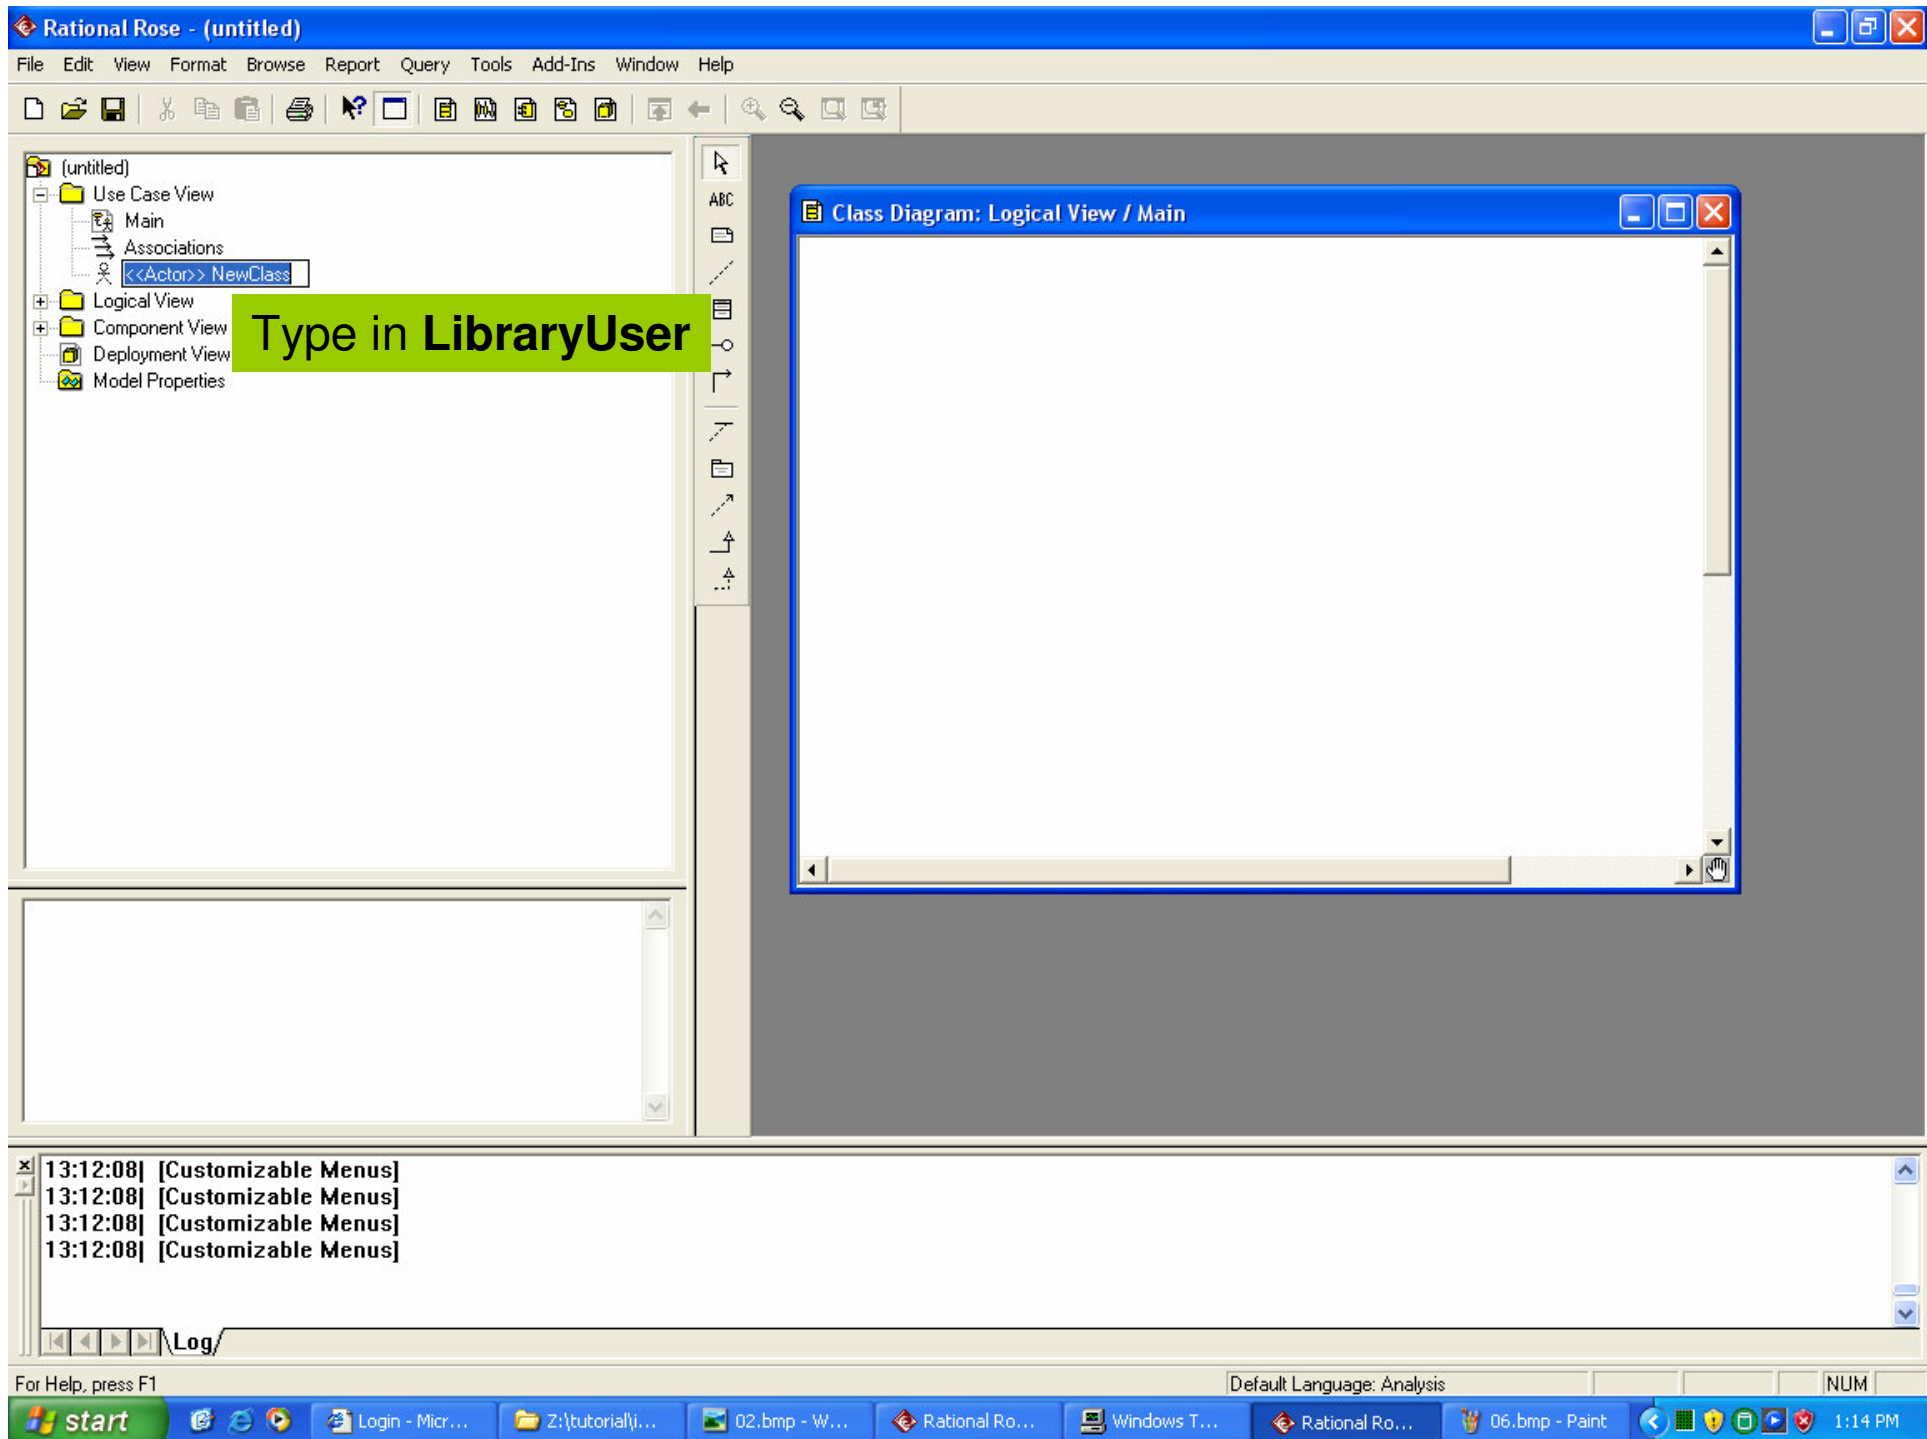 Rational Rose - (untitled)
File Edit View Format Browse Report Query Tools Add-Ins Window Help
(untitled)
Use Case View
Main
Associations
<<Actor>> NewClass
Logical View
Component View
Deployment View
Model Properties
Type in LibraryUser
ABC
Class Diagram: Logical View / Main
13:12:08| [Customizable Menus]
13:12:08| [Customizable Menus]
13:12:08| [Customizable Menus]
13:12:08| [Customizable Menus]
Log
For Help, press F1
Default Language: Analysis
NUM
start
Login - Micr...
Z:\tutorial\i...
02.bmp - W...
Rational Ro...
Windows T...
Rational Ro...
06.bmp - Paint
1:14 PM